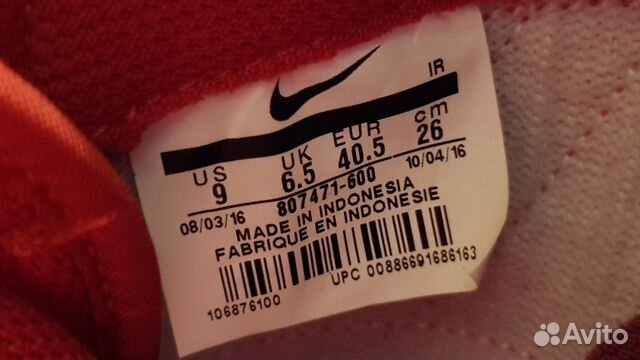 IR
US UK EUR cm
9 6.5 40.5 26
08/03/16 807471-600 10/04/16
MADE IN INDONESIA
FABRIQUE EN INDONESIE
106876100 UPC 00886691686163
Avito